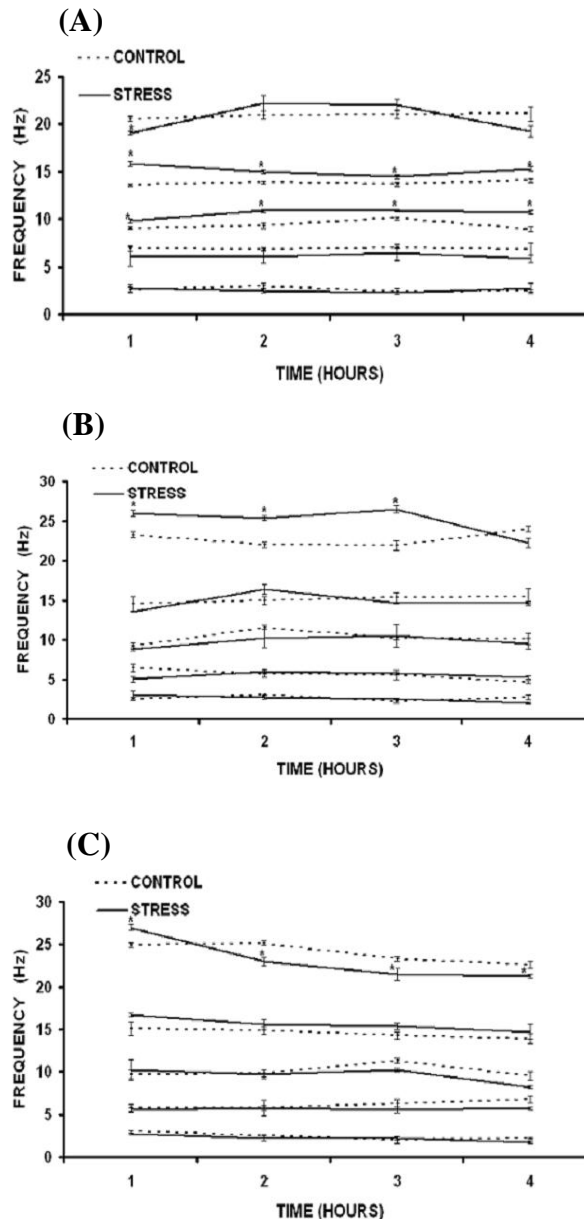 (A)
CONTROL
STRESS
FREQUENCY (Hz)
25
20
15
10
5
0
* * * *
* * * *
1 2 3 4
TIME (HOURS)
(B)
CONTROL
STRESS
FREQUENCY (Hz)
30
25
20
15
10
5
0
* * *
1 2 3 4
TIME (HOURS)
(C)
CONTROL
STRESS
FREQUENCY (Hz)
30
25
20
15
10
5
0
* * * *
1 2 3 4
TIME (HOURS)